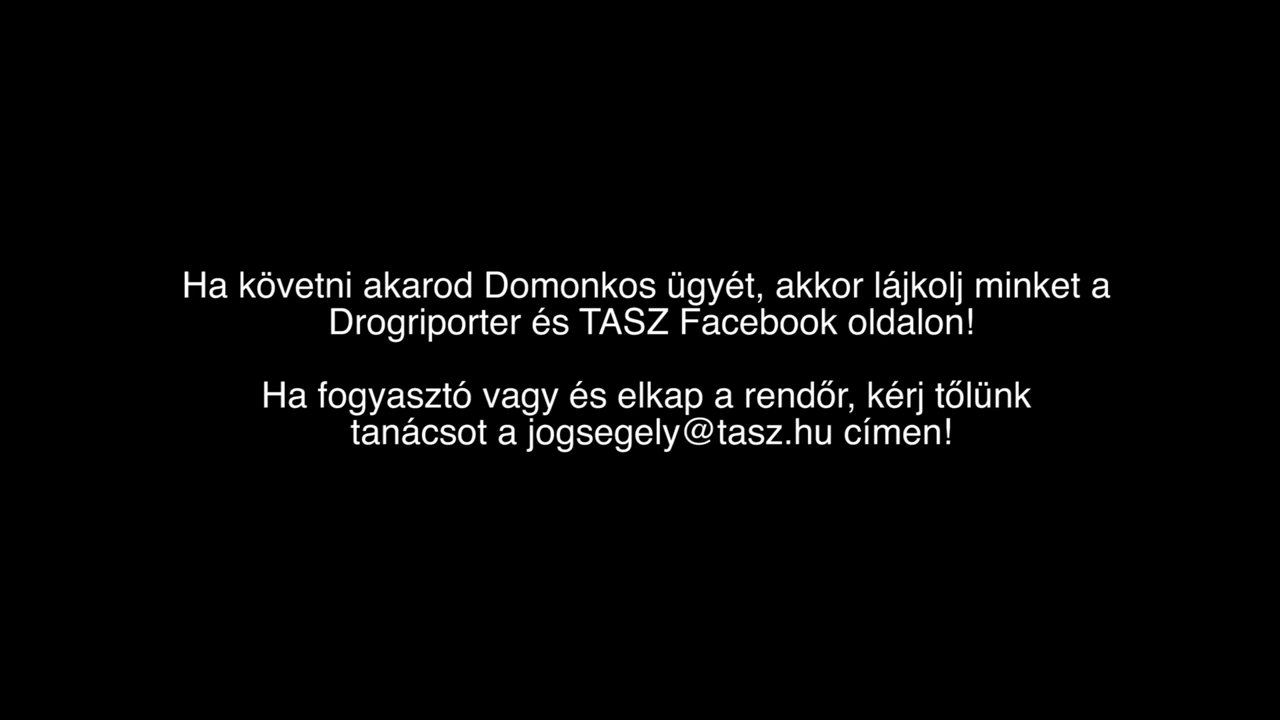 Ha követni akarod Domonkos ügyét, akkor lájkolj minket a
Drogriporter és TASZ Facebook oldalon!
Ha fogyasztó vagy és elkap a rendőr, kérj tőlünk
tanácsot a jogsegely@tasz.hu címen!